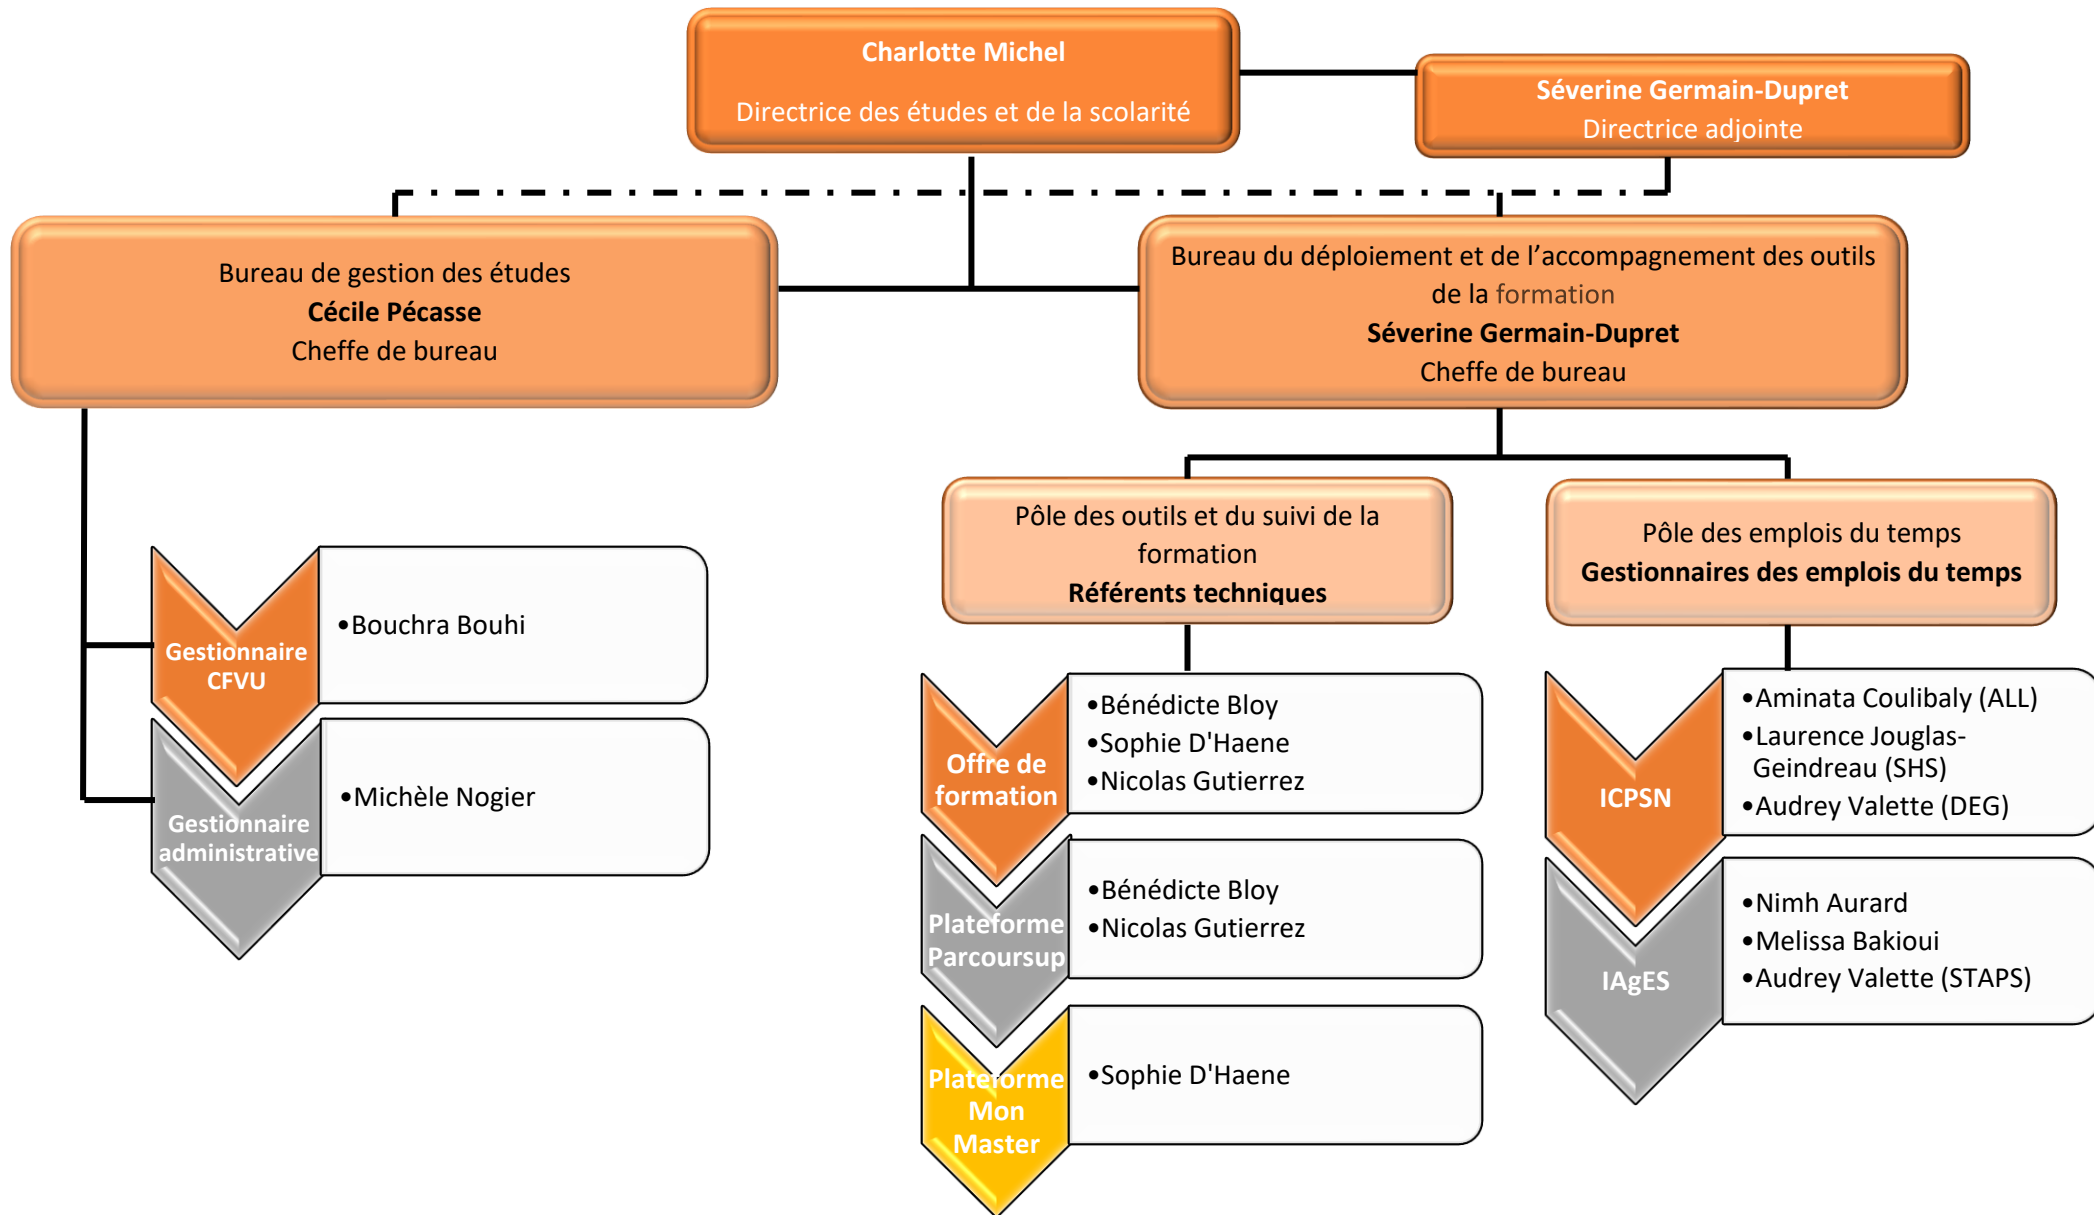 Charlotte Michel
Directrice des études et de la scolarité
Séverine Germain-Dupret
Directrice adjointe
Bureau de gestion des études
Cécile Pécasse
Cheffe de bureau
Bureau du déploiement et de l’accompagnement des outils
de la formation
Séverine Germain-Dupret
Cheffe de bureau
Gestionnaire
CFVU
•Bouchra Bouhi
Gestionnaire
administrative
•Michèle Nogier
Pôle des outils et du suivi de la
formation
Référents techniques
Offre de
formation
•Bénédicte Bloy
•Sophie D'Haene
•Nicolas Gutierrez
Plateforme
Parcoursup
•Bénédicte Bloy
•Nicolas Gutierrez
Plateforme
Mon
Master
•Sophie D'Haene
Pôle des emplois du temps
Gestionnaires des emplois du temps
ICPSN
•Aminata Coulibaly (ALL)
•Laurence Jouglas-
Geindreau (SHS)
•Audrey Valette (DEG)
IAgES
•Nimh Aurard
•Melissa Bakioui
•Audrey Valette (STAPS)